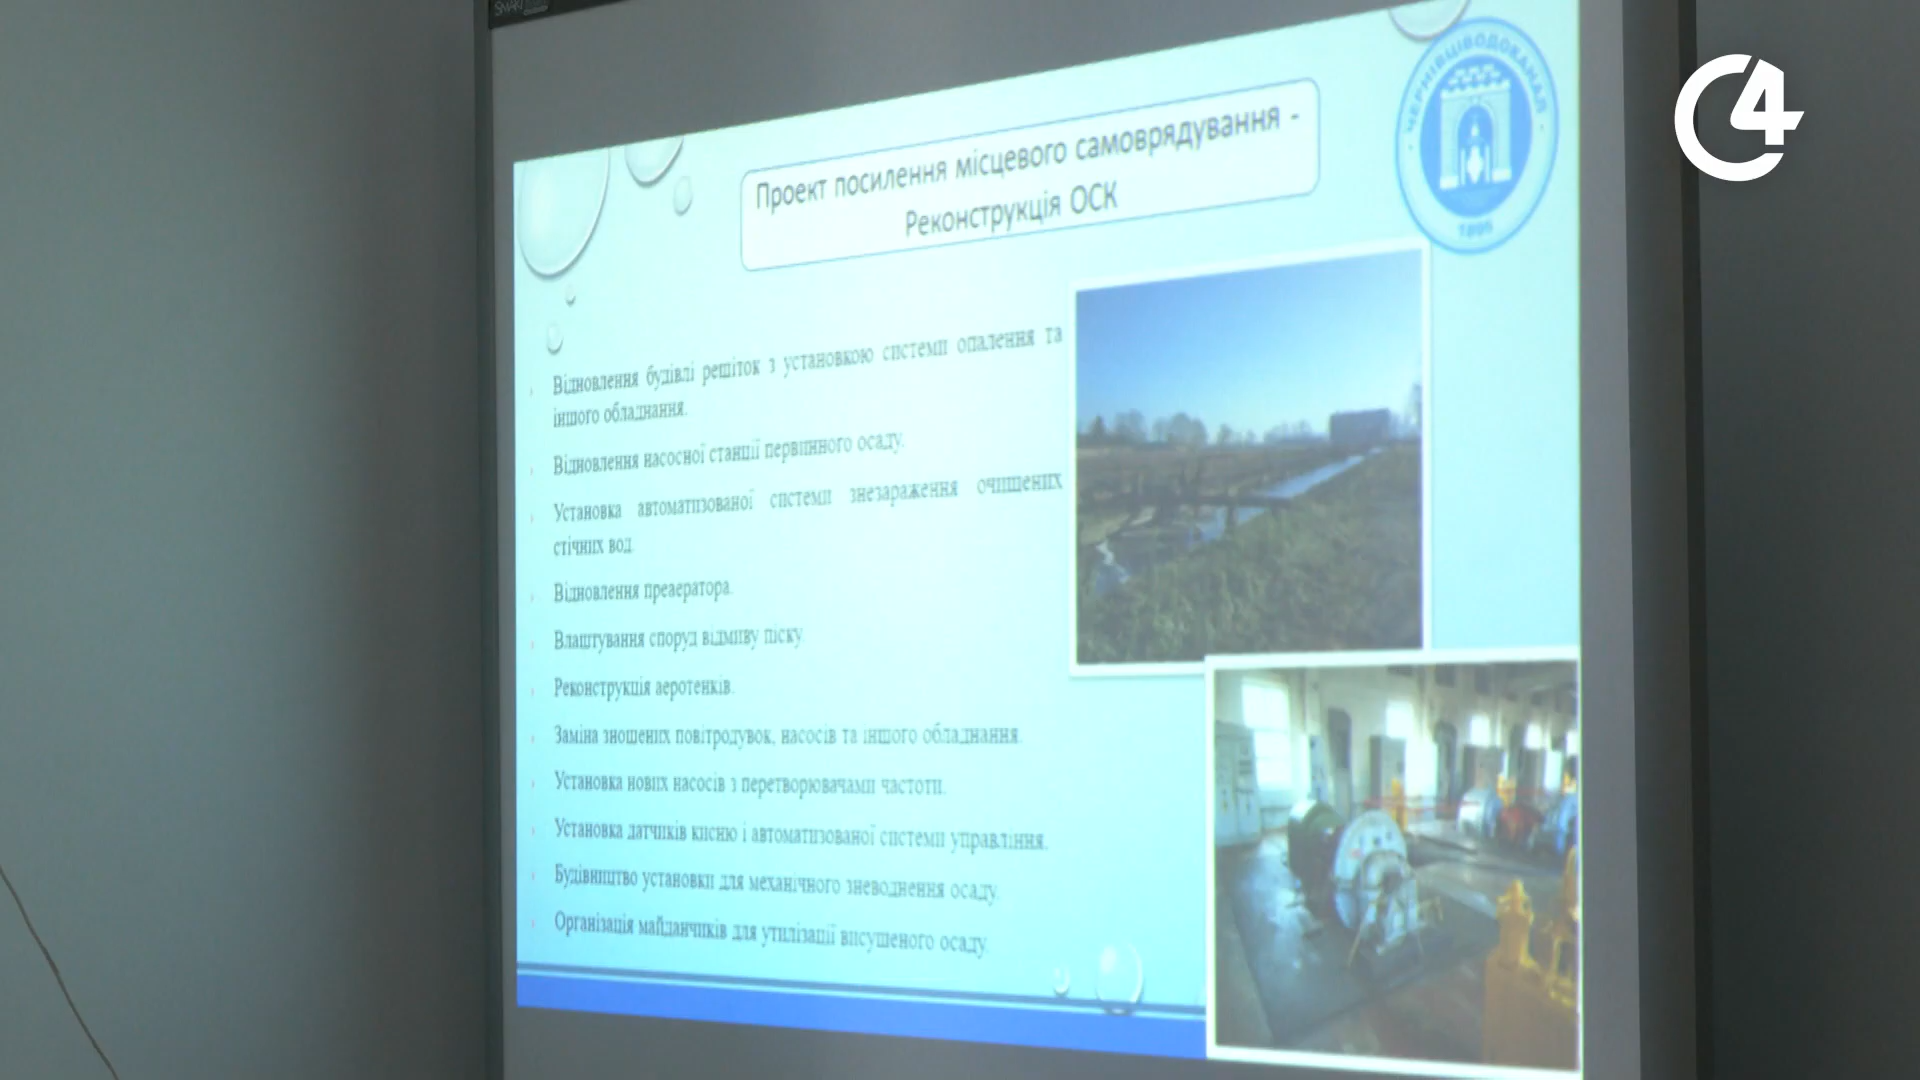 SMART
C4
ЧЕРНІВЦІВОДОКАНАЛ
1895
Проект посилення місцевого самоврядування -
Реконструкція ОСК
Відновлення будівлі решіток з установкою системи опалення та
іншого обладнання.
Відновлення насосної станції первинного осаду.
Установка автоматизованої системи знезараження очищених
стічних вод.
Відновлення преаератора.
Влаштування споруд відмиву піску.
Реконструкція аеротенків.
Заміна зношених повітродувок, насосів та іншого обладнання.
Установка нових насосів з перетворювачами частоти.
Установка датчиків кисню і автоматизованої системи управління.
Будівництво установки для механічного зневоднення осаду.
Організація майданчиків для утилізації висушеного осаду.